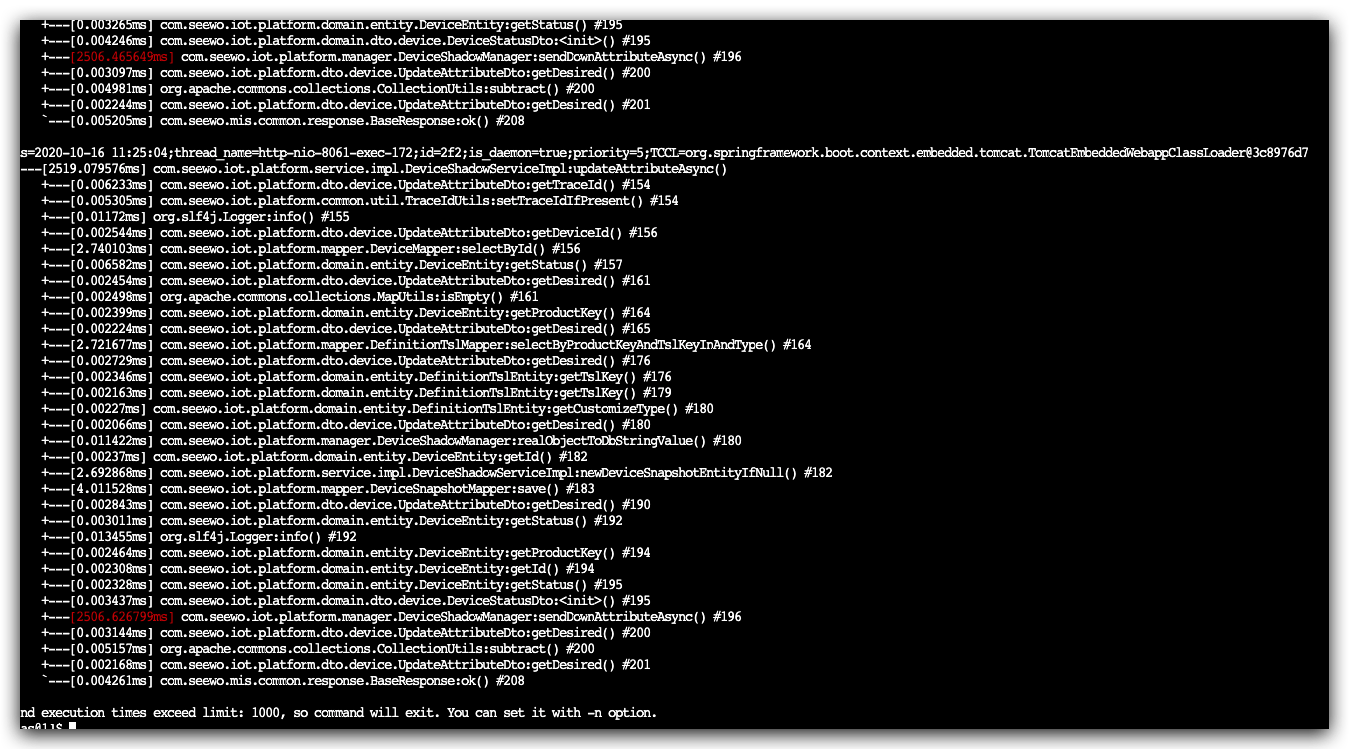 +---[0.003265ms] com.seewo.iot.platform.domain.entity.DeviceEntity:getStatus() #195
+---[0.004246ms] com.seewo.iot.platform.domain.dto.device.DeviceStatusDto:<init>() #195
+---[2506.465649ms] com.seewo.iot.platform.manager.DeviceShadowManager:sendDownAttributeAsync() #196
+---[0.003097ms] com.seewo.iot.platform.dto.device.UpdateAttributeDto:getDesired() #200
+---[0.004981ms] org.apache.commons.collections.CollectionUtils:subtract() #200
+---[0.002244ms] com.seewo.iot.platform.dto.device.UpdateAttributeDto:getDesired() #201
`---[0.005205ms] com.seewo.mis.common.response.BaseResponse:ok() #208
s=2020-10-16 11:25:04;thread_name=http-nio-8061-exec-172;id=2f2;is_daemon=true;priority=5;TCCL=org.springframework.boot.context.embedded.tomcat.TomcatEmbeddedWebappClassLoader@3c8976d7
---[2519.079576ms] com.seewo.iot.platform.service.impl.DeviceShadowServiceImpl:updateAttributeAsync()
+---[0.006233ms] com.seewo.iot.platform.dto.device.UpdateAttributeDto:getTraceId() #154
+---[0.005305ms] com.seewo.iot.platform.common.util.TraceIdUtils:setTraceIdIfPresent() #154
+---[0.01172ms] org.slf4j.Logger:info() #155
+---[0.002544ms] com.seewo.iot.platform.dto.device.UpdateAttributeDto:getDeviceId() #156
+---[2.740103ms] com.seewo.iot.platform.mapper.DeviceMapper:selectById() #156
+---[0.006582ms] com.seewo.iot.platform.domain.entity.DeviceEntity:getStatus() #157
+---[0.002454ms] com.seewo.iot.platform.dto.device.UpdateAttributeDto:getDesired() #161
+---[0.002498ms] org.apache.commons.collections.MapUtils:isEmpty() #161
+---[0.002399ms] com.seewo.iot.platform.domain.entity.DeviceEntity:getProductKey() #164
+---[0.002224ms] com.seewo.iot.platform.dto.device.UpdateAttributeDto:getDesired() #165
+---[2.721677ms] com.seewo.iot.platform.mapper.DefinitionTslMapper:selectByProductKeyAndTslKeyInAndType() #164
+---[0.002729ms] com.seewo.iot.platform.dto.device.UpdateAttributeDto:getDesired() #176
+---[0.002346ms] com.seewo.iot.platform.domain.entity.DefinitionTslEntity:getTslKey() #176
+---[0.002163ms] com.seewo.iot.platform.domain.entity.DefinitionTslEntity:getTslKey() #179
+---[0.00227ms] com.seewo.iot.platform.domain.entity.DefinitionTslEntity:getCustomizeType() #180
+---[0.002066ms] com.seewo.iot.platform.dto.device.UpdateAttributeDto:getDesired() #180
+---[0.011422ms] com.seewo.iot.platform.manager.DeviceShadowManager:realObjectToDbStringValue() #180
+---[0.00237ms] com.seewo.iot.platform.domain.entity.DeviceEntity:getId() #182
+---[2.692868ms] com.seewo.iot.platform.service.impl.DeviceShadowServiceImpl:newDeviceSnapshotEntityIfNull() #182
+---[4.011528ms] com.seewo.iot.platform.mapper.DeviceSnapshotMapper:save() #183
+---[0.002843ms] com.seewo.iot.platform.dto.device.UpdateAttributeDto:getDesired() #190
+---[0.003011ms] com.seewo.iot.platform.domain.entity.DeviceEntity:getStatus() #192
+---[0.013455ms] org.slf4j.Logger:info() #192
+---[0.002464ms] com.seewo.iot.platform.domain.entity.DeviceEntity:getProductKey() #194
+---[0.002308ms] com.seewo.iot.platform.domain.entity.DeviceEntity:getId() #194
+---[0.002328ms] com.seewo.iot.platform.domain.entity.DeviceEntity:getStatus() #195
+---[0.003437ms] com.seewo.iot.platform.domain.dto.device.DeviceStatusDto:<init>() #195
+---[2506.626799ms] com.seewo.iot.platform.manager.DeviceShadowManager:sendDownAttributeAsync() #196
+---[0.003144ms] com.seewo.iot.platform.dto.device.UpdateAttributeDto:getDesired() #200
+---[0.005157ms] org.apache.commons.collections.CollectionUtils:subtract() #200
+---[0.002168ms] com.seewo.iot.platform.dto.device.UpdateAttributeDto:getDesired() #201
`---[0.004261ms] com.seewo.mis.common.response.BaseResponse:ok() #208
nd execution times exceed limit: 1000, so command will exit. You can set it with -n option.